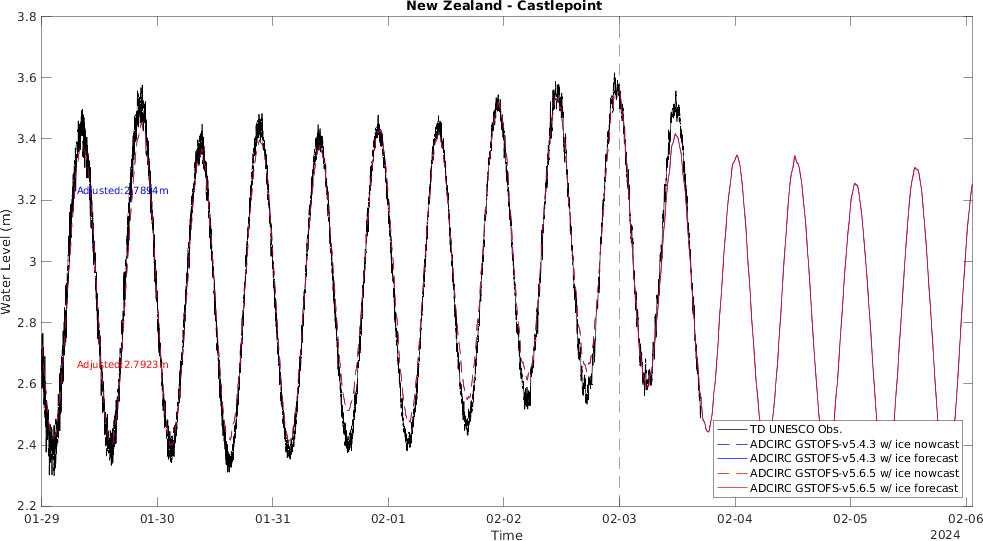 New Zealand - Castlepoint
3.8
3.6
3.4
3.2
3
2.8
2.6
2.4
2.2
Water Level (m)
Adjusted:2.7894m
Adjusted:2.7923m
TD UNESCO Obs.
ADCIRC GSTOFS-v5.4.3 w/ ice nowcast
ADCIRC GSTOFS-v5.4.3 w/ ice forecast
ADCIRC GSTOFS-v5.6.5 w/ ice nowcast
ADCIRC GSTOFS-v5.6.5 w/ ice forecast
01-29 01-30 01-31 02-01 02-02 02-03 02-04 02-05 02-06
Time
2024